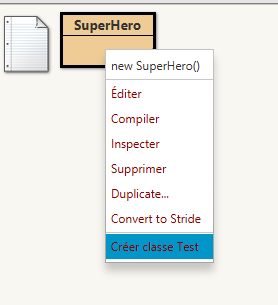 SuperHero
new SuperHero()
Éditer
Compiler
Inspecter
Supprimer
Duplicate...
Convert to Stride
Créer classe Test